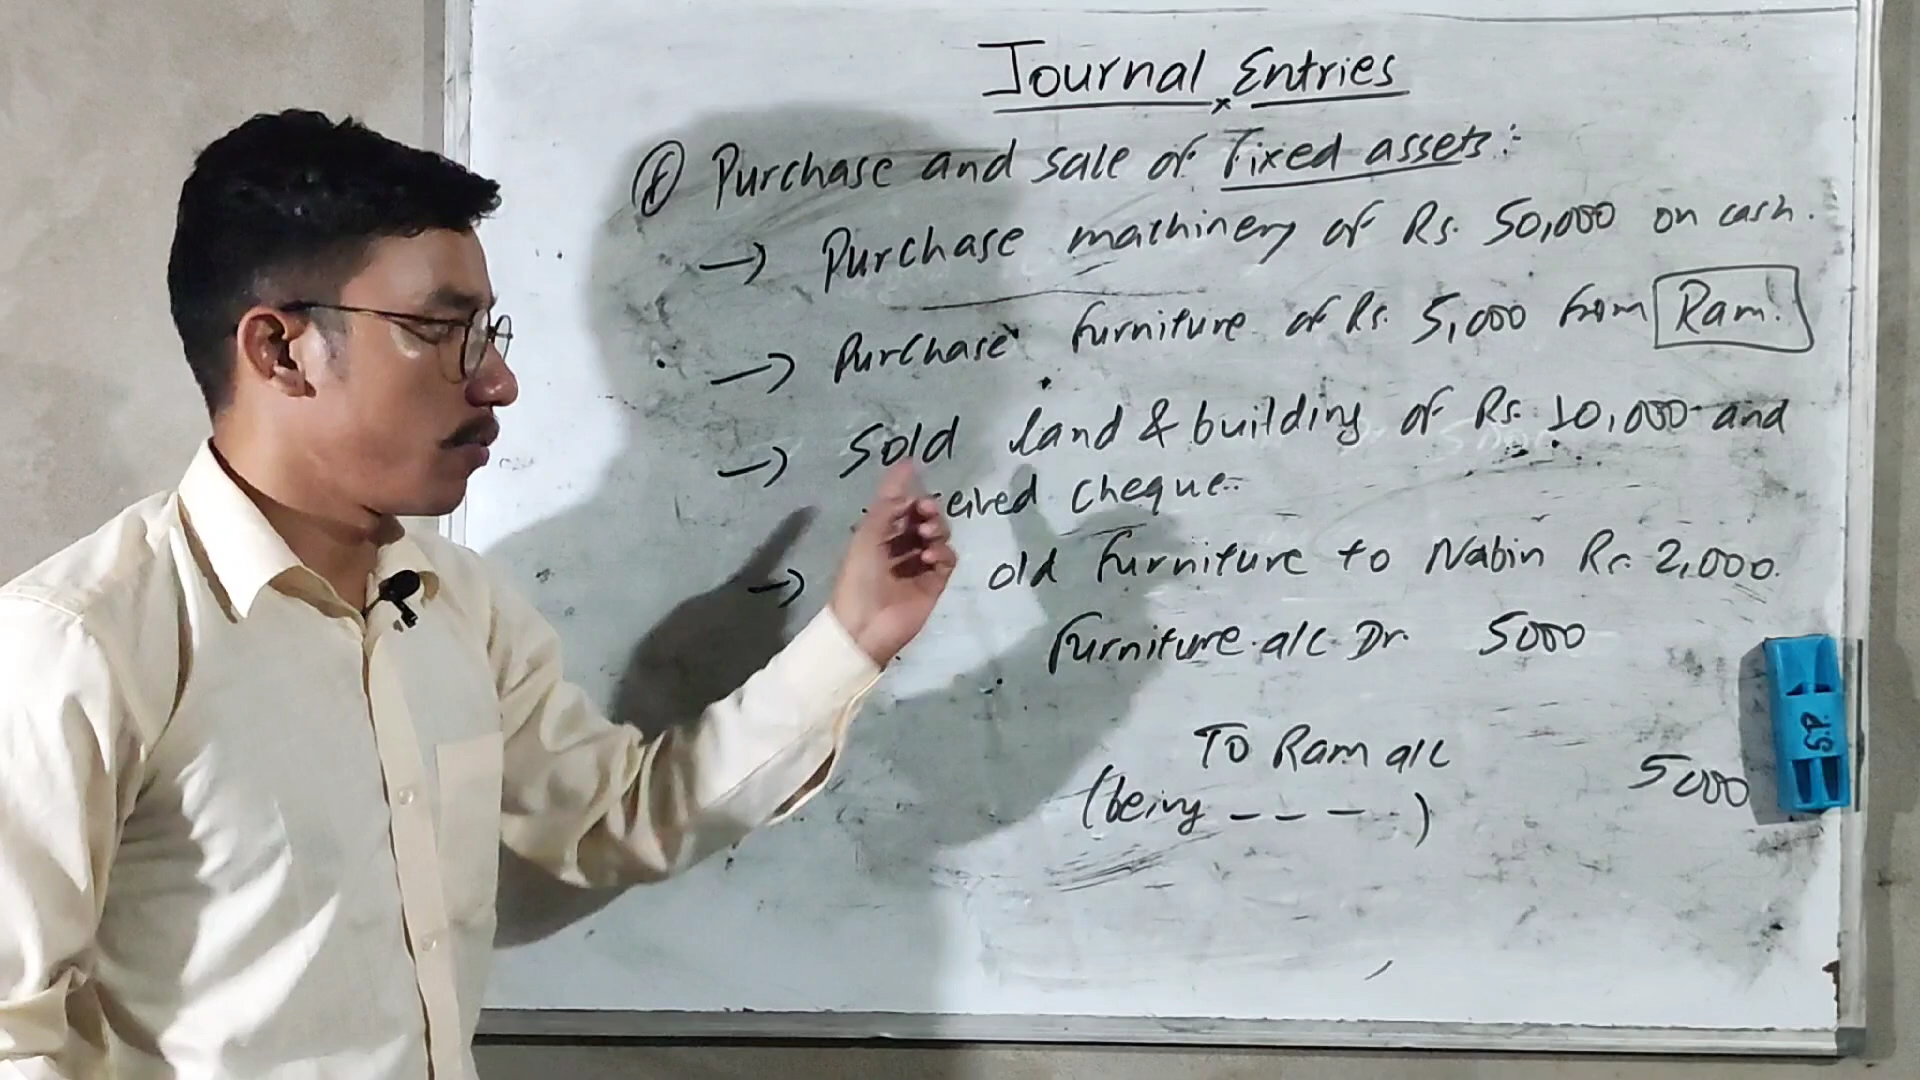 Journal Entries
(f) Purchase and sale of Fixed assets:
→ Purchase machinery of Rs. 50,000 on cash.
→ Purchase furniture of Rs. 5,000 from Ram.
→ Sold land & building of Rs. 10,000 and
ceived cheque.
→ old furniture to Nabin Rs. 2,000.
Furniture a/c Dr. 5000
To Ram a/c 5000
(being - - - -)
S.P.